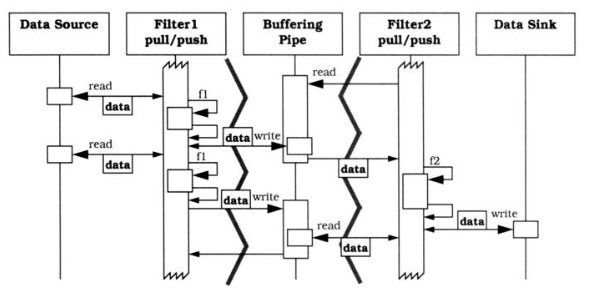 Data Source
Filter1
pull/push
Buffering
Pipe
Filter2
pull/push
Data Sink
read
read
data
f1
data write
read
data
f1
data
f2
data write
data write
read
data